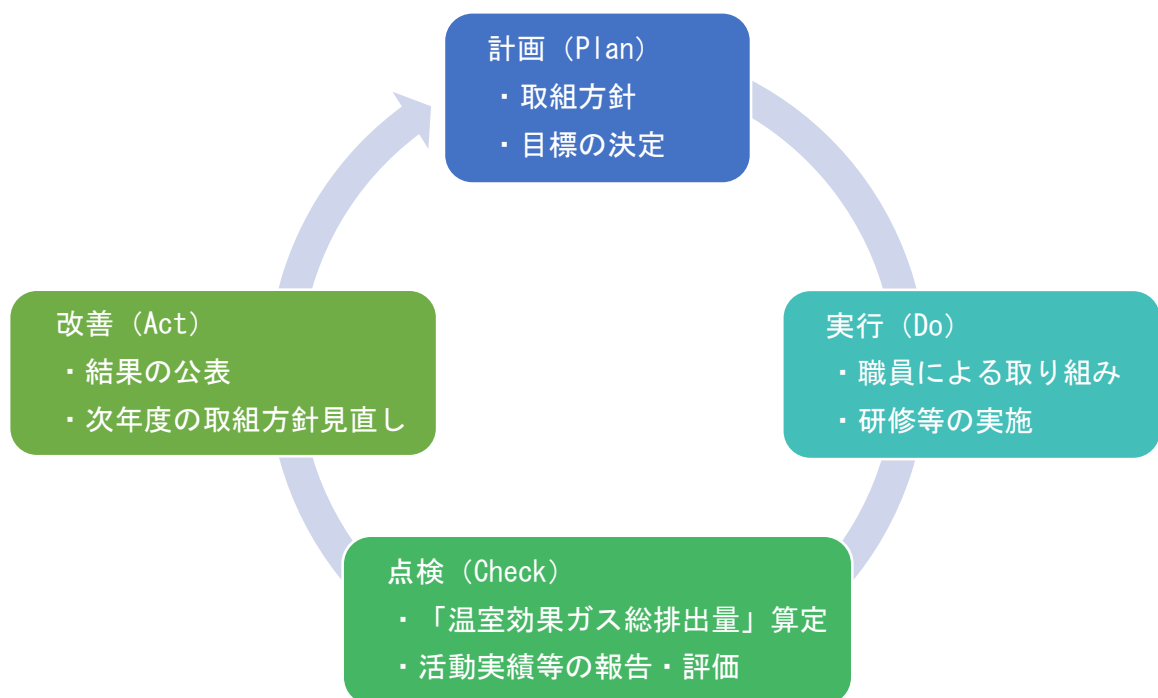 計画（Plan）
・取組方針
・目標の決定
実行（Do）
・職員による取り組み
・研修等の実施
点検（Check）
・「温室効果ガス総排出量」算定
・活動実績等の報告・評価
改善（Act）
・結果の公表
・次年度の取組方針見直し